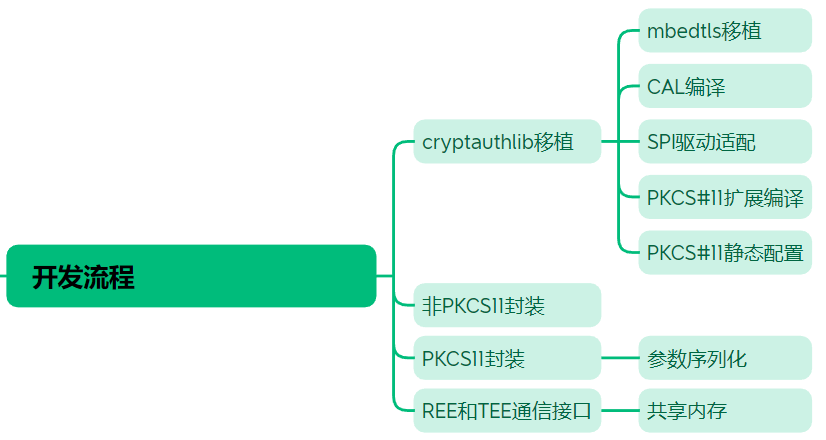 开发流程
cryptauthlib移植
mbedtls移植
CAL编译
SPI驱动适配
PKCS#11扩展编译
PKCS#11静态配置
非PKCS11封装
PKCS11封装
参数序列化
REE和TEE通信接口
共享内存